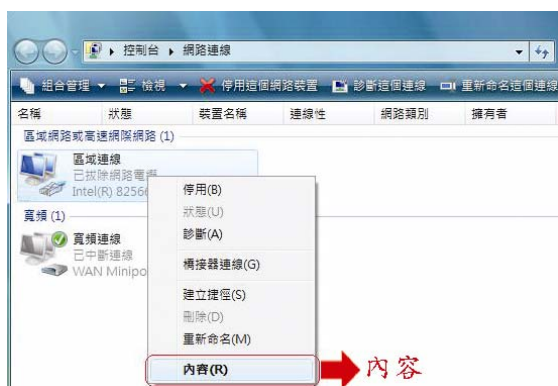 控制台 ▸ 網路連線
組合管理 檢視 停用這個網路裝置 診斷這個連線 重新命名這個連線
名稱 狀態 裝置名稱 連線性 網路類別 擁有者
區域網路或高速網際網路 (1)
區域連線
已拔除網路電纜
Intel(R) 8256
停用(B)
狀態(U)
診斷(A)
橋接器連線(G)
建立捷徑(S)
刪除(D)
重新命名(M)
內容(R)
內容
寬頻 (1)
寬頻連線
已中斷連線
WAN Minipo